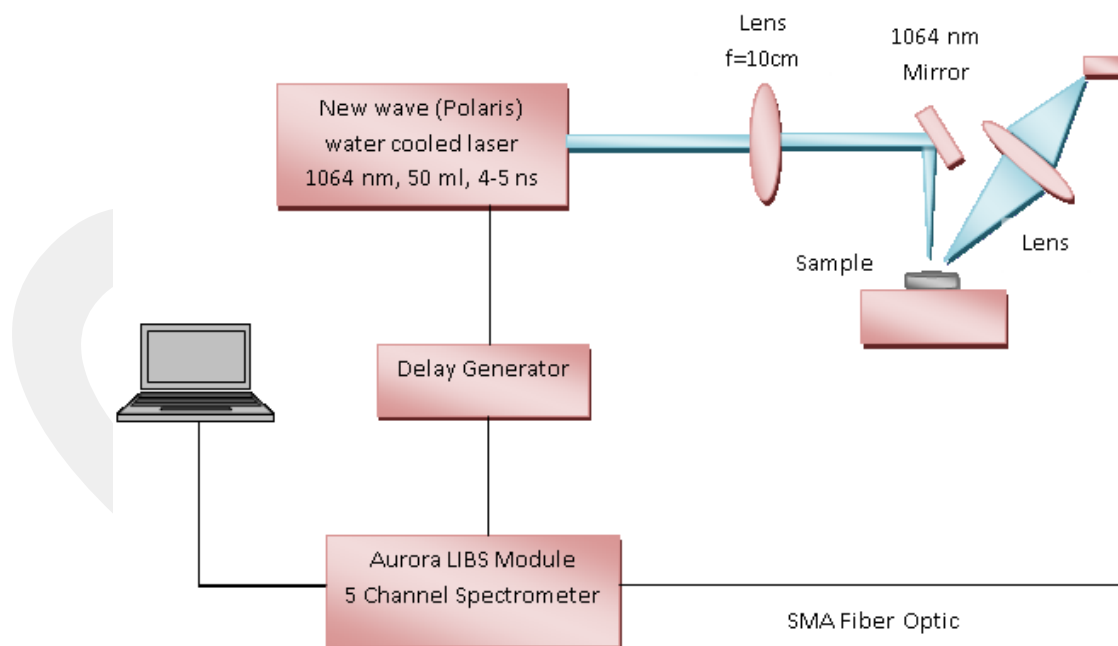 Lens
f=10cm
1064 nm
Mirror
New wave (Polaris)
water cooled laser
1064 nm, 50 ml, 4-5 ns
Lens
Sample
Delay Generator
Aurora LIBS Module
5 Channel Spectrometer
SMA Fiber Optic